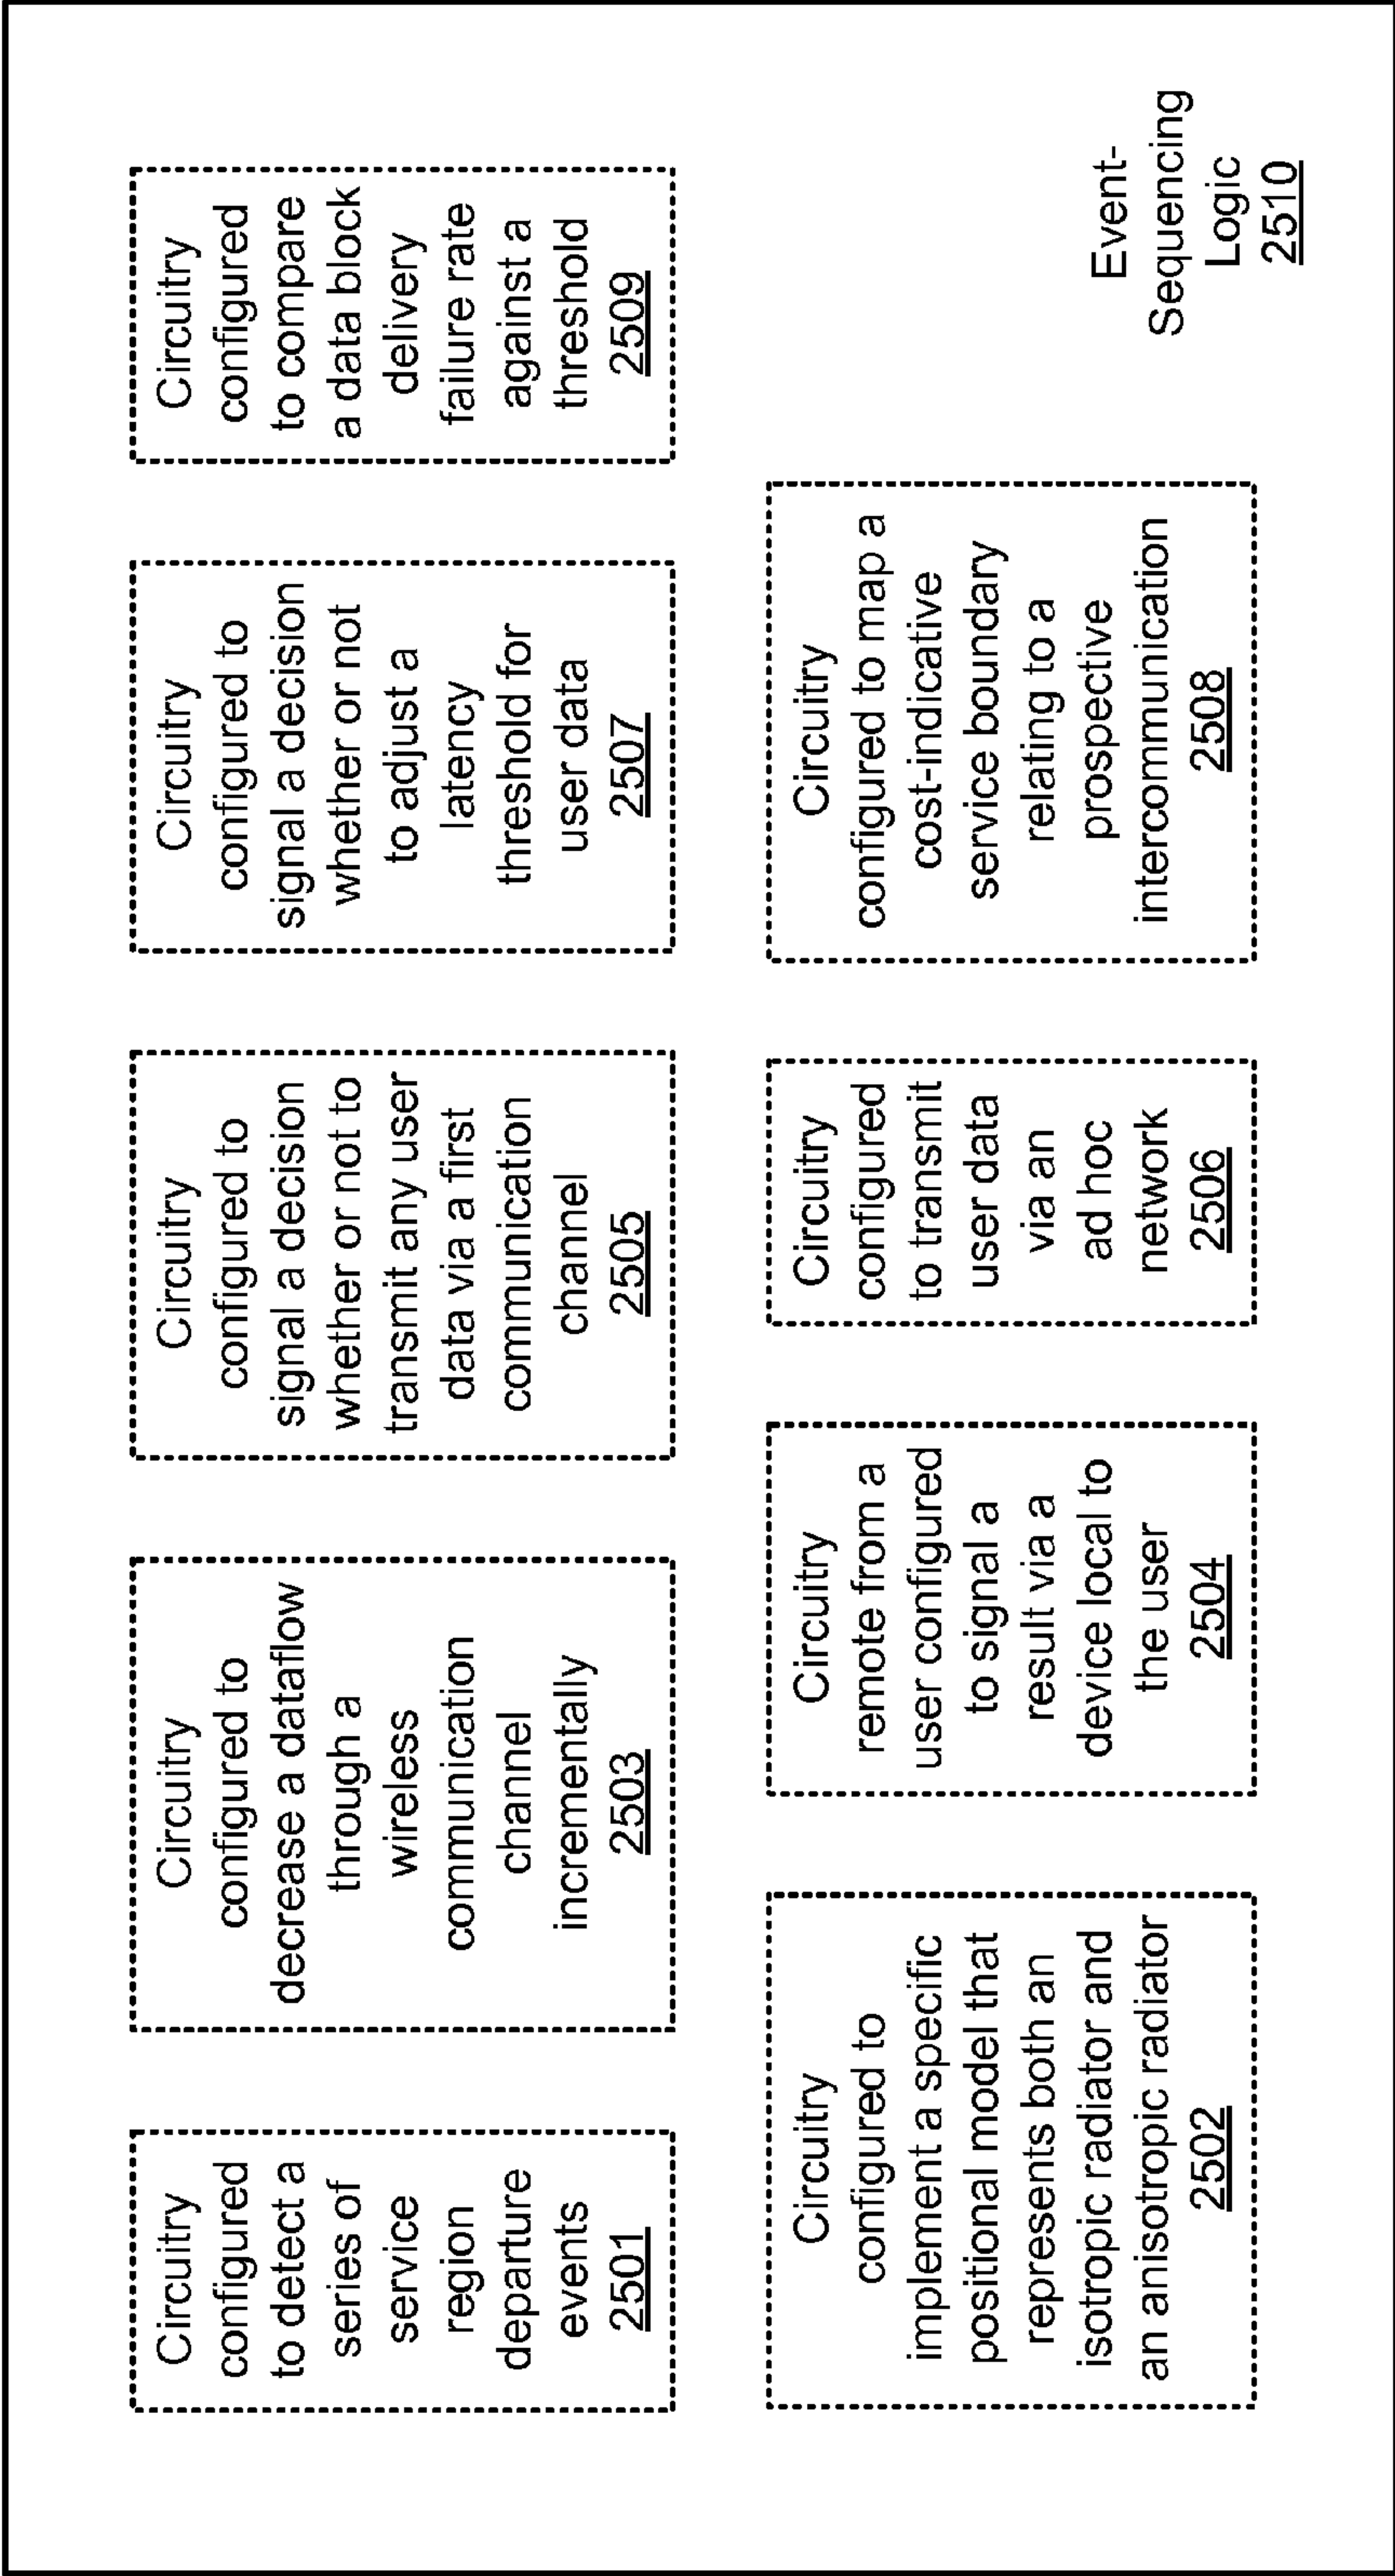 Circuitry
configured
to detect a
series of
service
region
departure
events
2501
Circuitry
configured to
decrease a dataflow
through a
wireless
communication
channel
incrementally
2503
Circuitry
configured to
signal a decision
whether or not to
transmit any user
data via a first
communication
channel
2505
Circuitry
configured to
signal a decision
whether or not
to adjust a
latency
threshold for
user data
2507
Circuitry
configured
to compare
a data block
delivery
failure rate
against a
threshold
2509
Circuitry
configured to
implement a specific
positional model that
represents both an
isotropic radiator and
an anisotropic radiator
2502
Circuitry
remote from a
user configured
to signal a
result via a
device local to
the user
2504
Circuitry
configured
to transmit
user data
via an
ad hoc
network
2506
Circuitry
configured to map a
cost-indicative
service boundary
relating to a
prospective
intercommunication
2508
Event-
Sequencing
Logic
2510